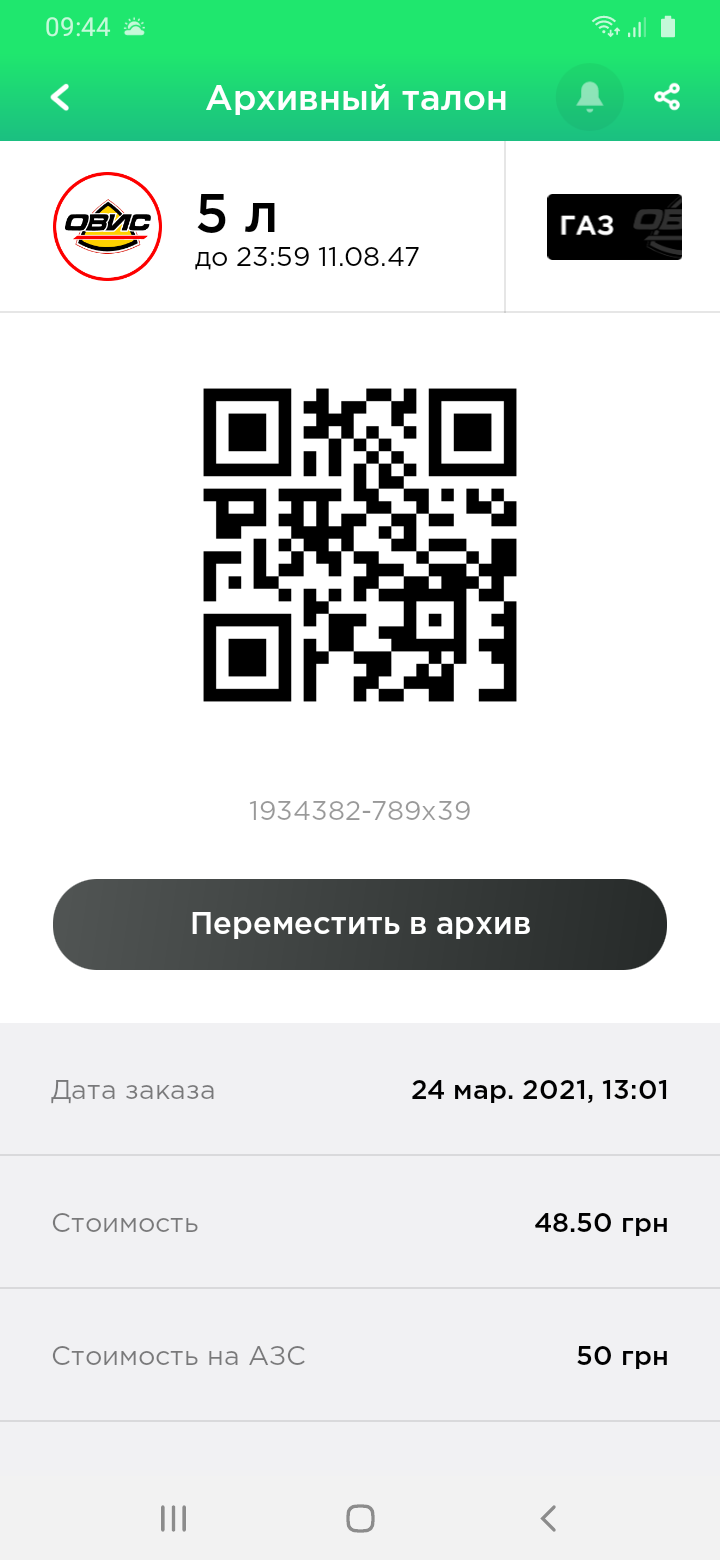 09:44
Архивный талон
ОВИС
5 л
до 23:59 11.08.47
ГАЗ
1934382-789x39
Переместить в архив
Дата заказа
24 мар. 2021, 13:01
Стоимость
48.50 грн
Стоимость на АЗС
50 грн